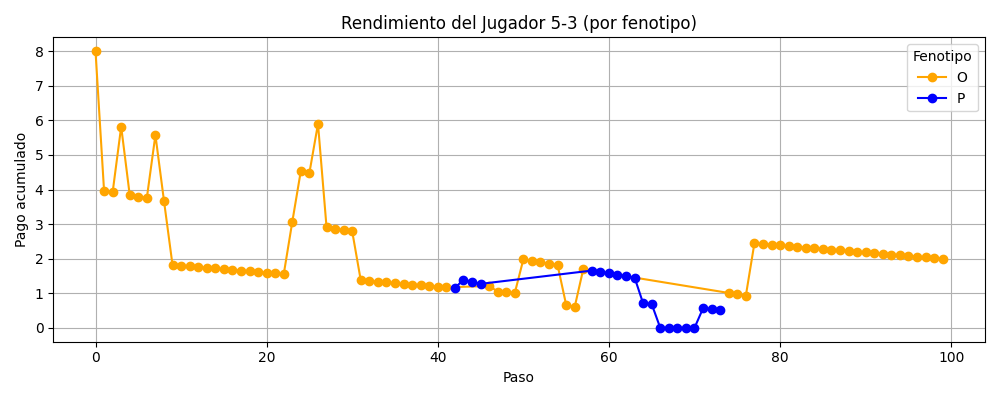 Rendimiento del Jugador 5-3 (por fenotipo)
Pago acumulado
8
7
6
5
4
3
2
1
0
0
20
40
60
80
100
Paso
Fenotipo
O
P